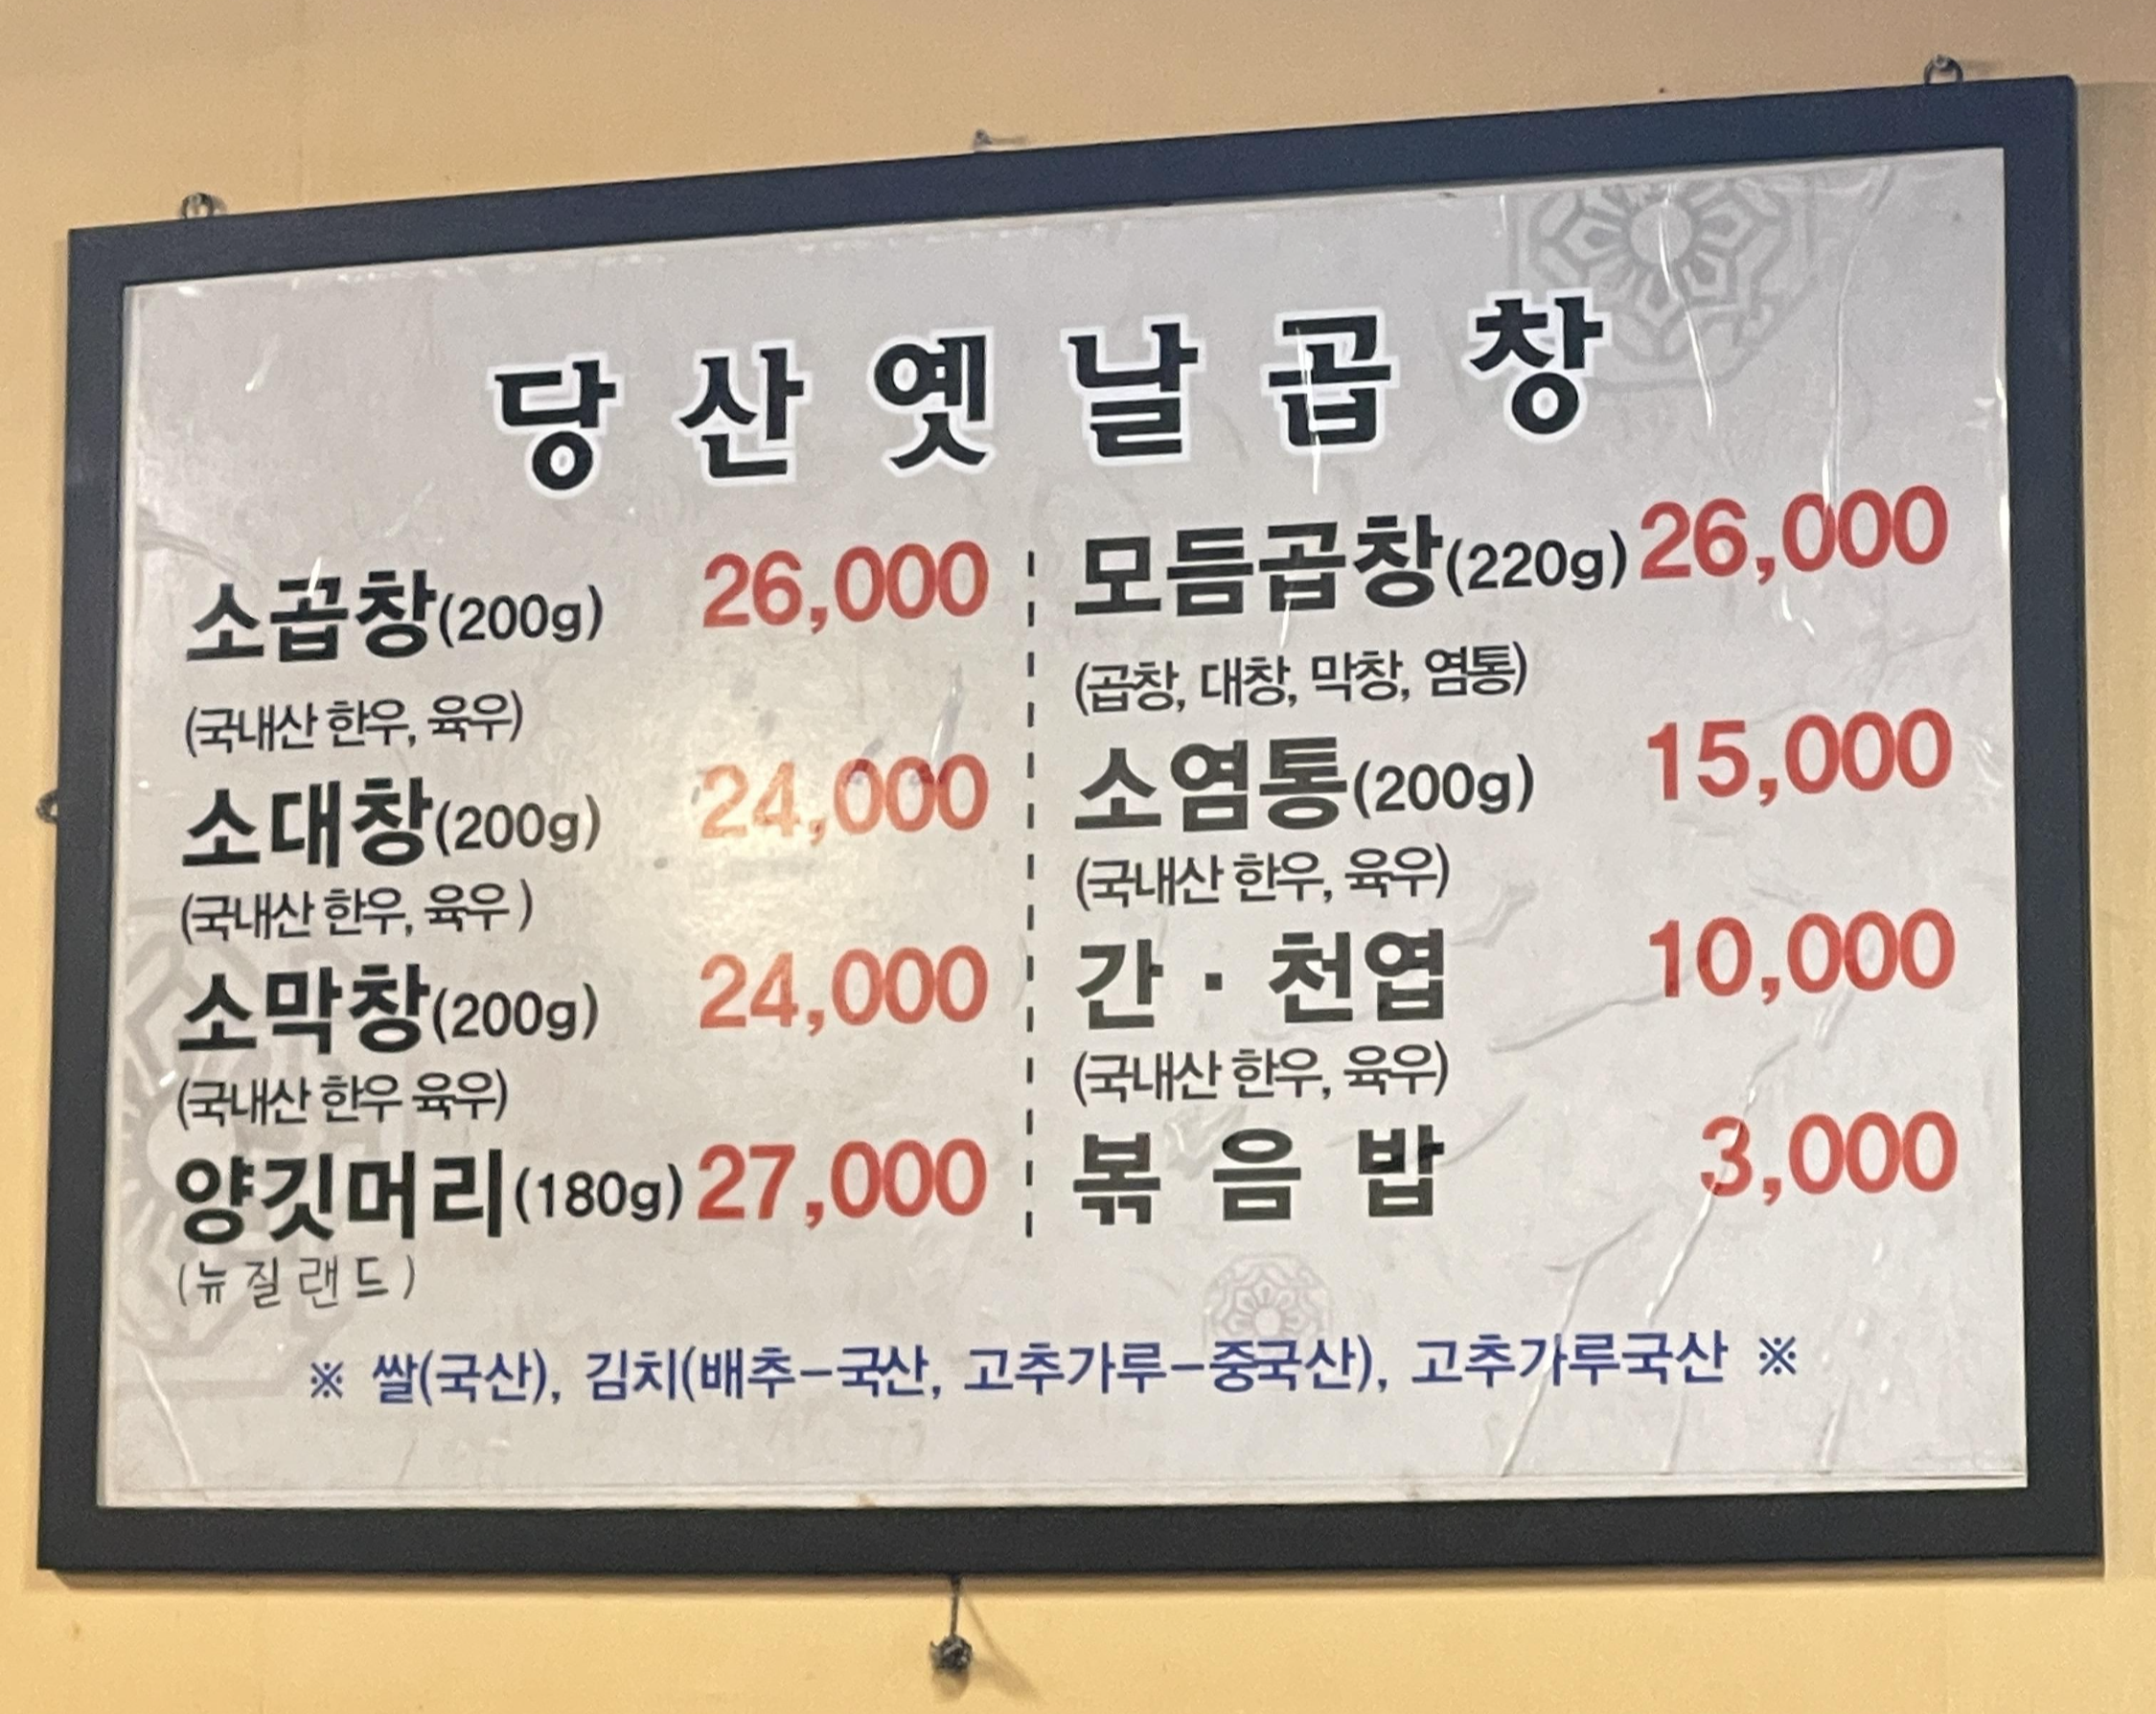 당산옛날곱창
소곱창(200g) 26,000
(국내산 한우, 육우)
소대창(200g) 24,000
(국내산 한우, 육우)
소막창(200g) 24,000
(국내산 한우 육우)
양깃머리(180g) 27,000
(뉴질랜드)
모듬곱창(220g) 26,000
(곱창, 대창, 막창, 염통)
소염통(200g) 15,000
(국내산 한우, 육우)
간·천엽 10,000
(국내산 한우, 육우)
볶음밥 3,000
※ 쌀(국산), 김치(배추-국산, 고추가루-중국산), 고추가루국산 ※